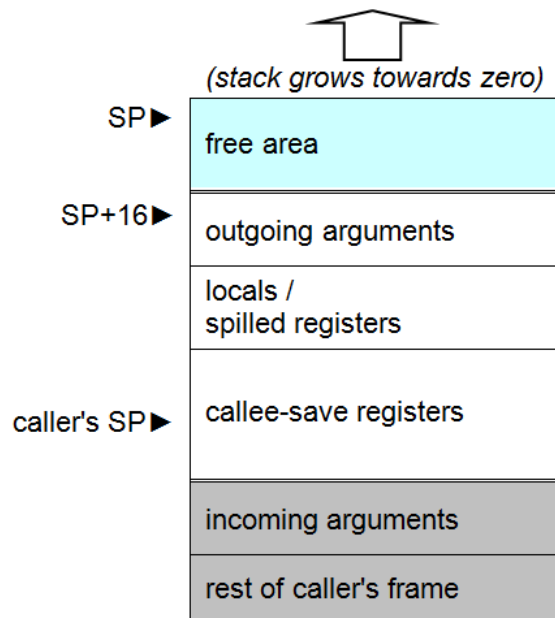 (stack grows towards zero)
SP►
free area
SP+16►
outgoing arguments
locals /
spilled registers
caller's SP►
callee-save registers
incoming arguments
rest of caller's frame